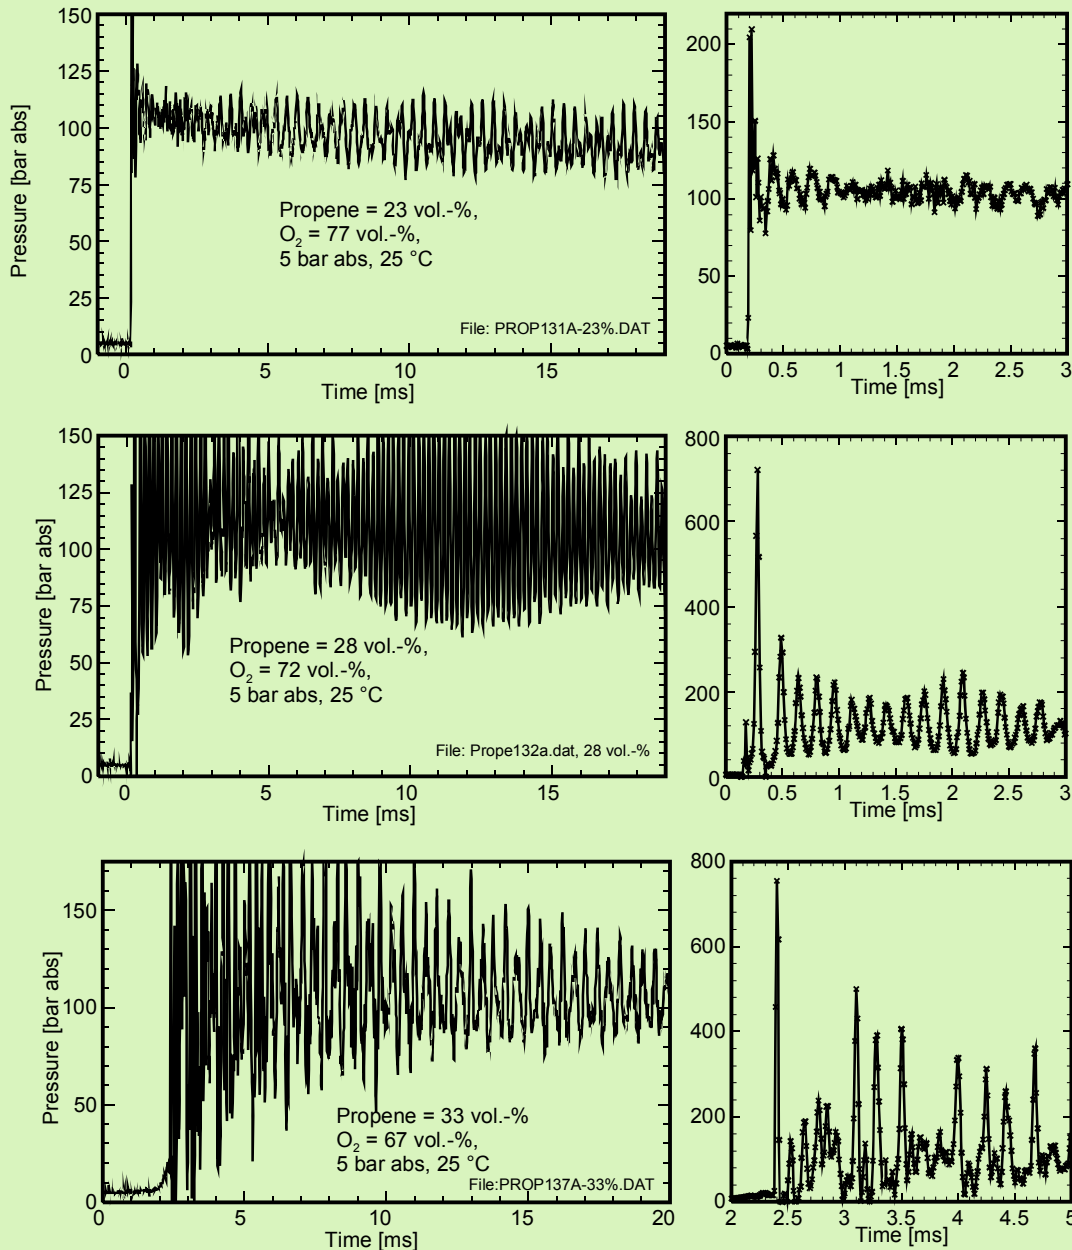 150
125
100
75
50
25
0
Pressure [bar abs]
Propene = 23 vol.-%,
O2 = 77 vol.-%,
5 bar abs, 25 °C
File: PROP131A-23%.DAT
0 5 10 15
Time [ms]
200
150
100
50
0
0 0.5 1 1.5 2 2.5 3
Time [ms]
150
125
100
75
50
25
0
Pressure [bar abs]
Propene = 28 vol.-%,
O2 = 72 vol.-%,
5 bar abs, 25 °C
File: Prope132a.dat, 28 vol.-%
0 5 10 15
Time [ms]
800
600
400
200
0
0 0.5 1 1.5 2 2.5 3
Time [ms]
150
100
50
0
Pressure [bar abs]
Propene = 33 vol.-%
O2 = 67 vol.-%,
5 bar abs, 25 °C
File:PROP137A-33%.DAT
0 5 10 15 20
Time [ms]
800
600
400
200
0
2 2.5 3 3.5 4 4.5 5
Time [ms]